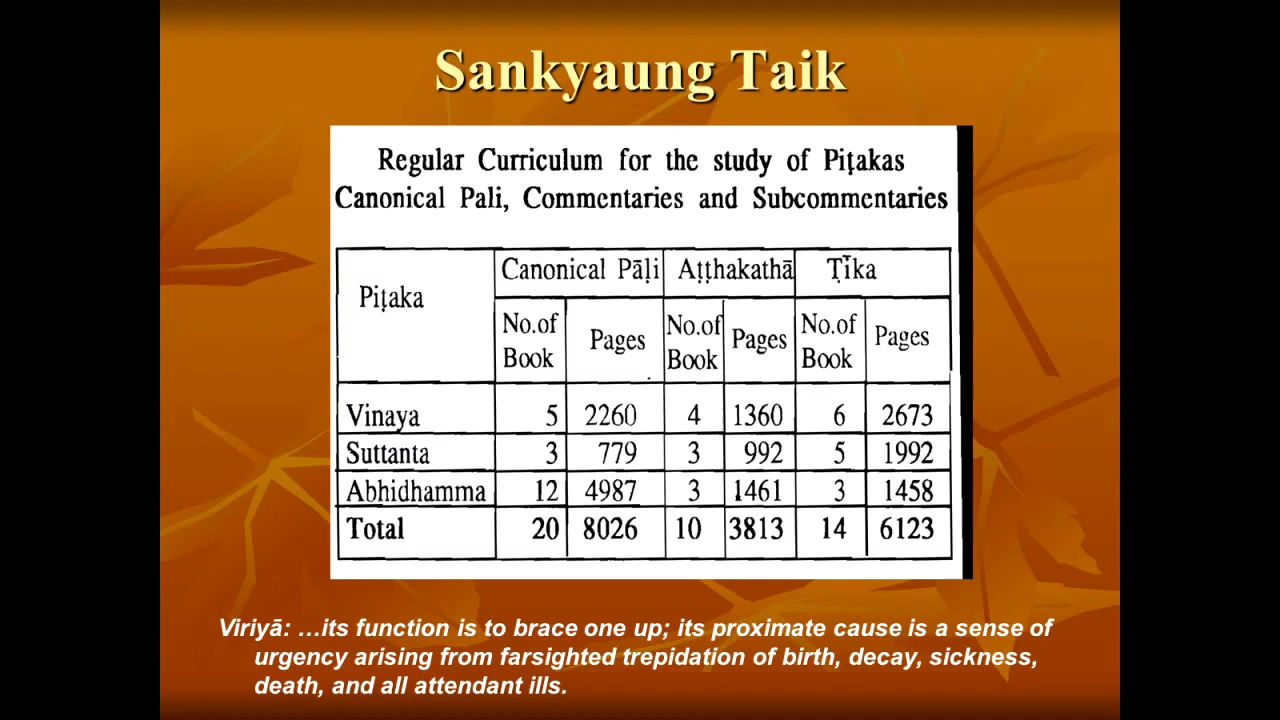 Sankyaung Taik
Regular Curriculum for the study of Piṭakas
Canonical Pali, Commentaries and Subcommentaries
Piṭaka Canonical Pāḷi Aṭṭhakathā Ṭīka
No.of Book Pages No.of Book Pages No.of Book Pages
Vinaya 5 2260 4 1360 6 2673
Suttanta 3 779 3 992 5 1992
Abhidhamma 12 4987 3 1461 3 1458
Total 20 8026 10 3813 14 6123
Viriyā: …its function is to brace one up; its proximate cause is a sense of
urgency arising from farsighted trepidation of birth, decay, sickness,
death, and all attendant ills.